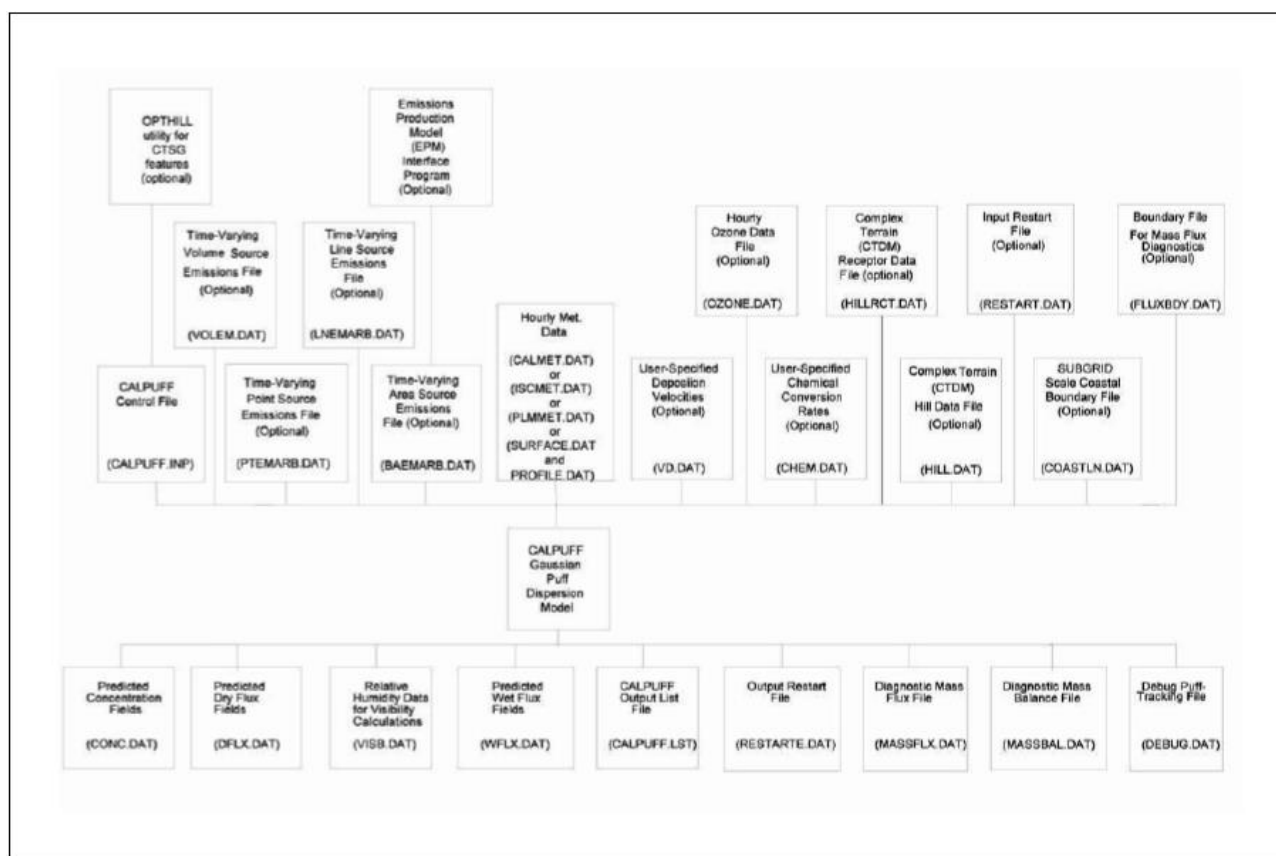 OPTHILL
utility for
CTSG
features
(optional)
Emissions
Production
Model
(EPM)
Interface
Program
(Optional)
Time-Varying
Volume Source
Emissions File
(Optional)
(VOLEM.DAT)
Time-Varying
Line Source
Emissions
File
(Optional)
(LNEMARB.DAT)
Hourly
Ozone Data
File
(Optional)
(OZONE.DAT)
Complex
Terrain
(CTDM)
Receptor Data
File (optional)
(HILLRCT.DAT)
Input Restart
File
(Optional)
(RESTART.DAT)
Boundary File
For Mass Flux
Diagnostics
(Optional)
(FLUXBDY.DAT)
CALPUFF
Control File
(CALPUFF.INP)
Time-Varying
Point Source
Emissions File
(Optional)
(PTEMARB.DAT)
Time-Varying
Area Source
Emissions
File (Optional)
(BAEMARB.DAT)
Hourly Met.
Data
(CALMET.DAT)
or
(ISCMET.DAT)
or
(PLMMET.DAT)
or
(SURFACE.DAT
and
PROFILE.DAT)
User-Specified
Deposition
Velocities
(Optional)
(VD.DAT)
User-Specified
Chemical
Conversion
Rates
(Optional)
(CHEM.DAT)
Complex Terrain
(CTDM)
Hill Data File
(Optional)
(HILL.DAT)
SUBGRID
Scale Coastal
Boundary File
(Optional)
(COASTLN.DAT)
CALPUFF
Gaussian
Puff
Dispersion
Model
Predicted
Concentration
Fields
(CONC.DAT)
Predicted
Dry Flux
Fields
(DFLX.DAT)
Relative
Humidity Data
for Visibility
Calculations
(VISB.DAT)
Predicted
Wet Flux
Fields
(WFLX.DAT)
CALPUFF
Output List
File
(CALPUFF.LST)
Output Restart
File
(RESTARTE.DAT)
Diagnostic Mass
Flux File
(MASSFLX.DAT)
Diagnostic Mass
Balance File
(MASSBAL.DAT)
Debug Puff-
Tracking File
(DEBUG.DAT)